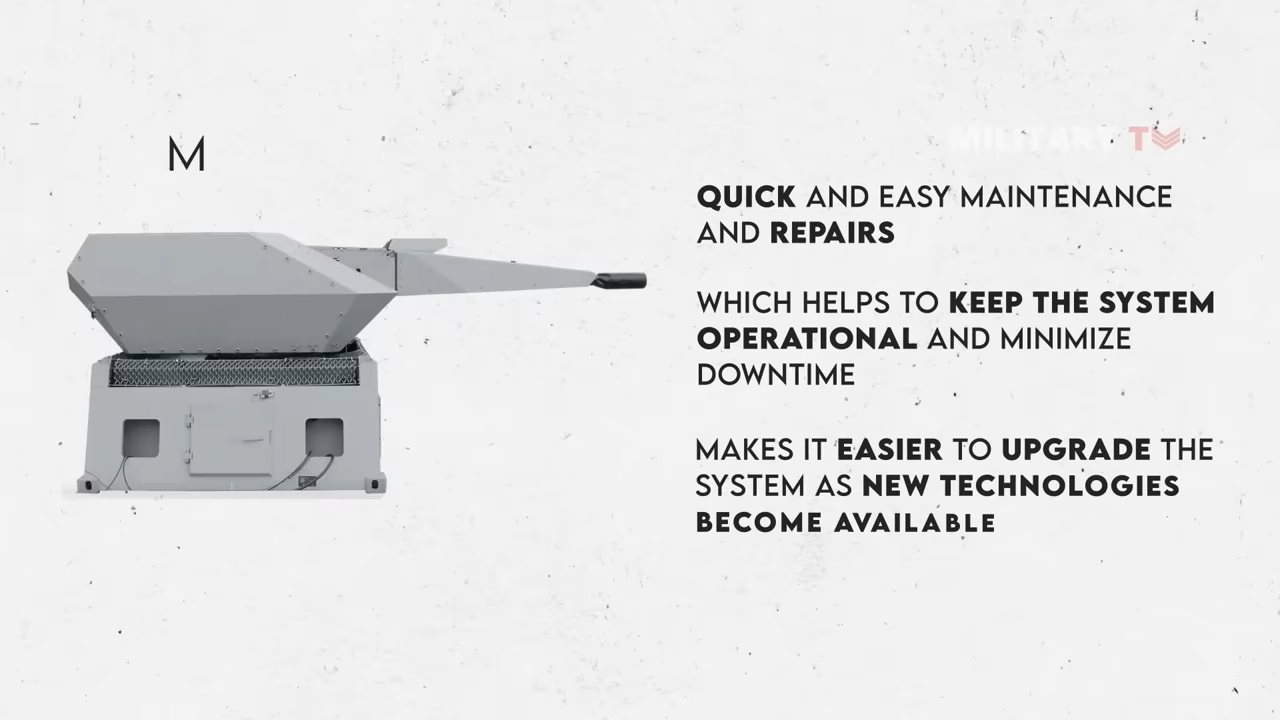 M
MILITARY TV
QUICK AND EASY MAINTENANCE
AND REPAIRS
WHICH HELPS TO KEEP THE SYSTEM
OPERATIONAL AND MINIMIZE
DOWNTIME
MAKES IT EASIER TO UPGRADE THE
SYSTEM AS NEW TECHNOLOGIES
BECOME AVAILABLE